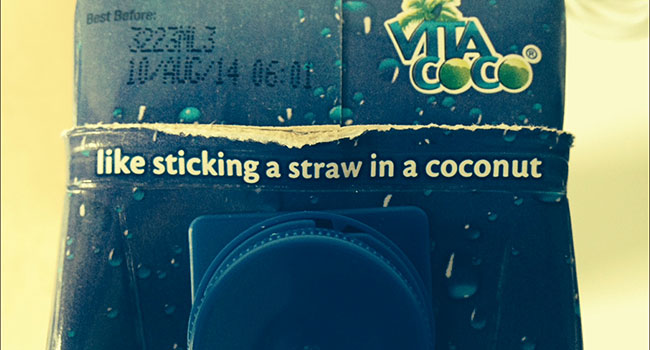 Best Before:
3223ML3
10/AUG/14 06:01
VITA
COCO®
like sticking a straw in a coconut